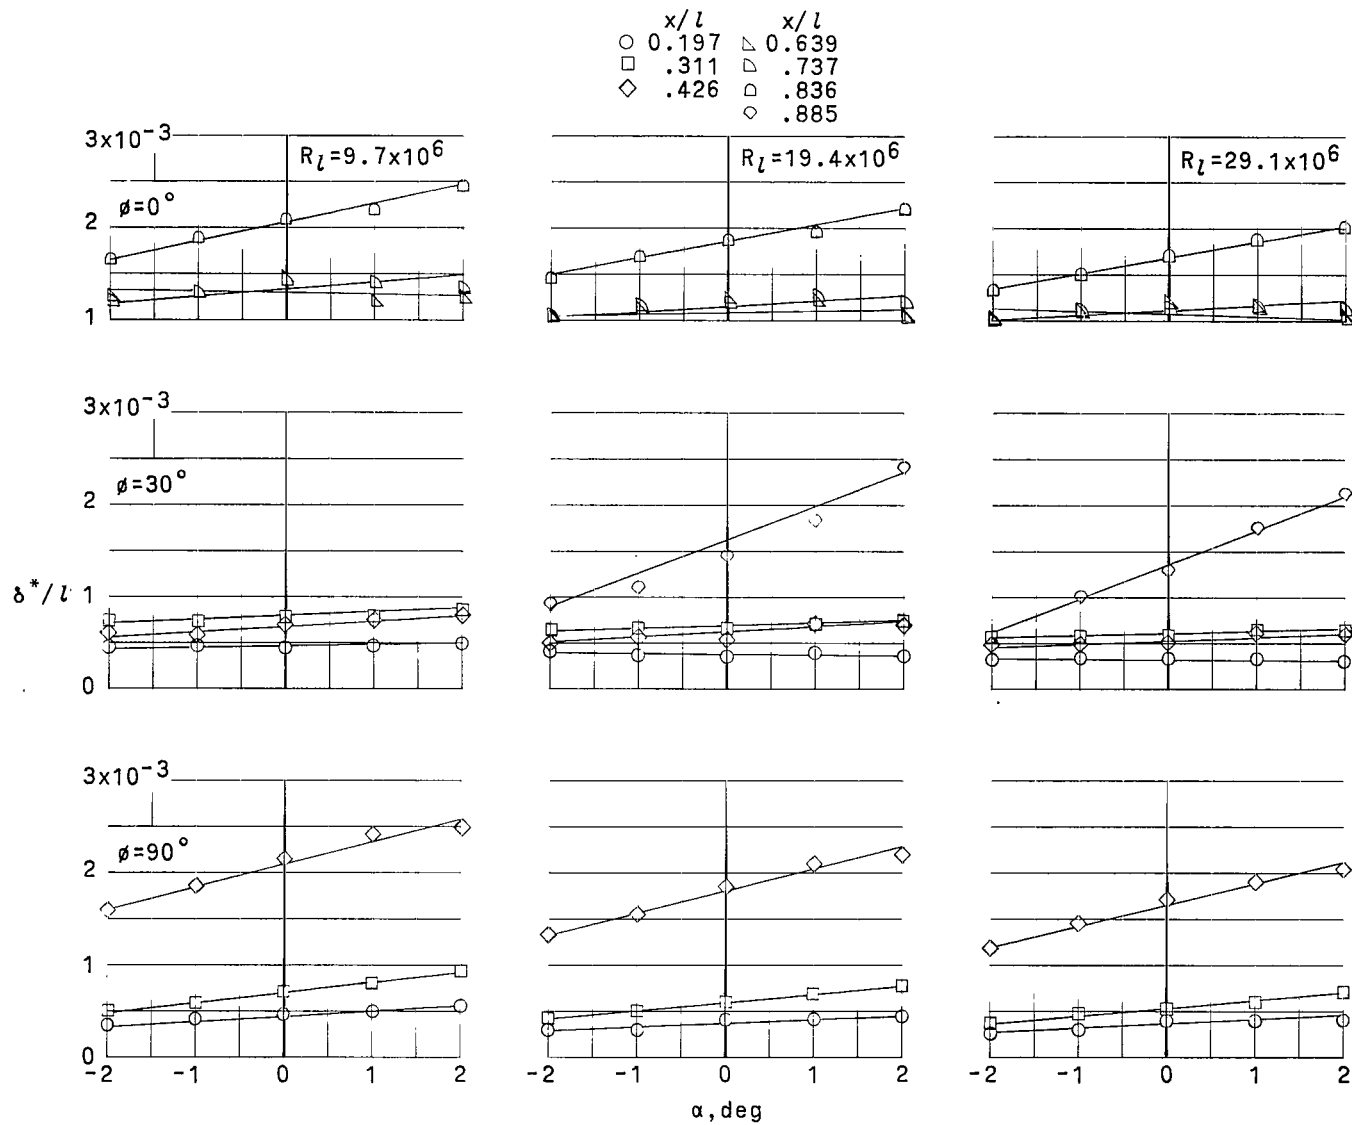 x/l x/l
0.197 0.639
.311 .737
.426 .836
.885
3x10⁻³
R_l=9.7x10⁶ R_l=19.4x10⁶ R_l=29.1x10⁶
ø=0°
2
1
3x10⁻³
ø=30°
2
δ*/l 1
0
3x10⁻³
ø=90°
2
1
0
-2 -1 0 1 2 -2 -1 0 1 2 -2 -1 0 1 2
α,deg